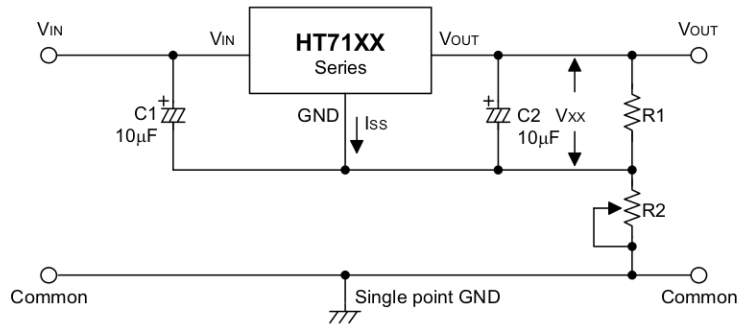 VIN
VIN
HT71XX
Series
VOUT
VOUT
C1
10μF
GND
ISS
C2
10μF
VXX
R1
R2
Common
Single point GND
Common